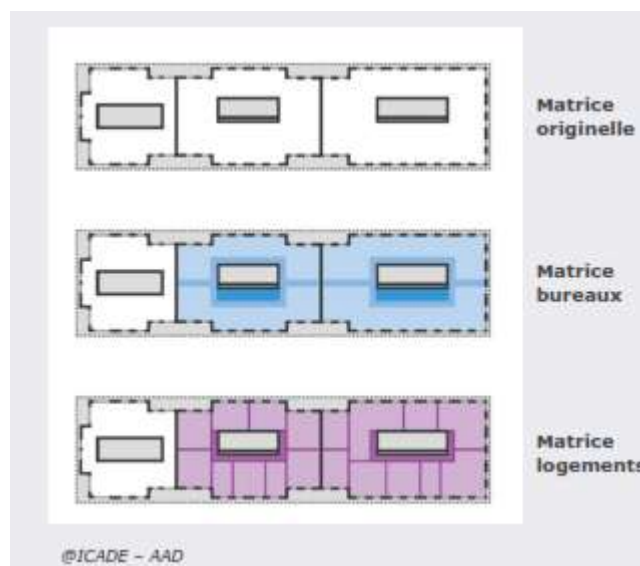 Matrice
originelle
Matrice
bureaux
Matrice
logements
@ICADE – AAD